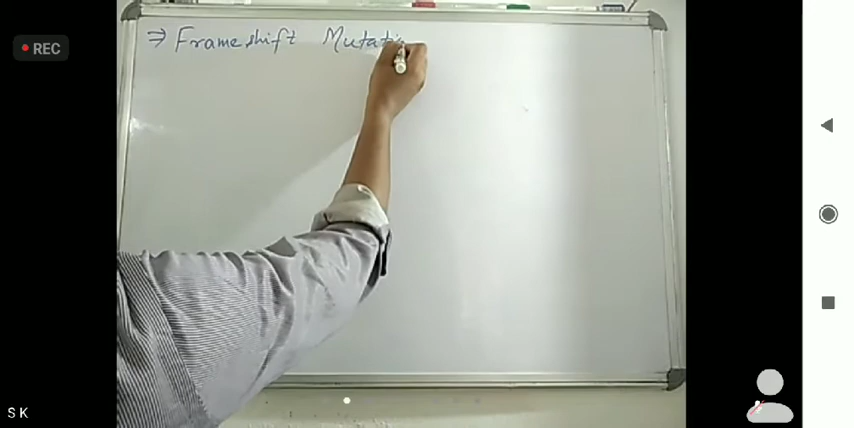 REC
⇒ Frameshift Mutati
S K